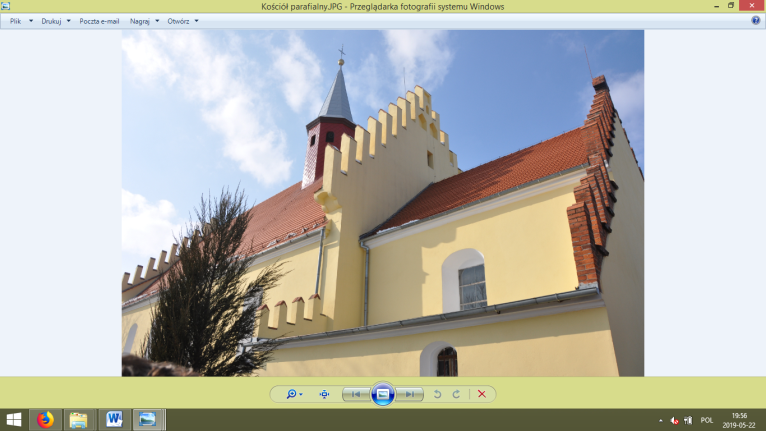 Kościół parafialny.JPG - Przeglądarka fotografii systemu Windows
Plik Drukuj Poczta e-mail Nagraj Otwórz
POL
19:56
2019-05-22